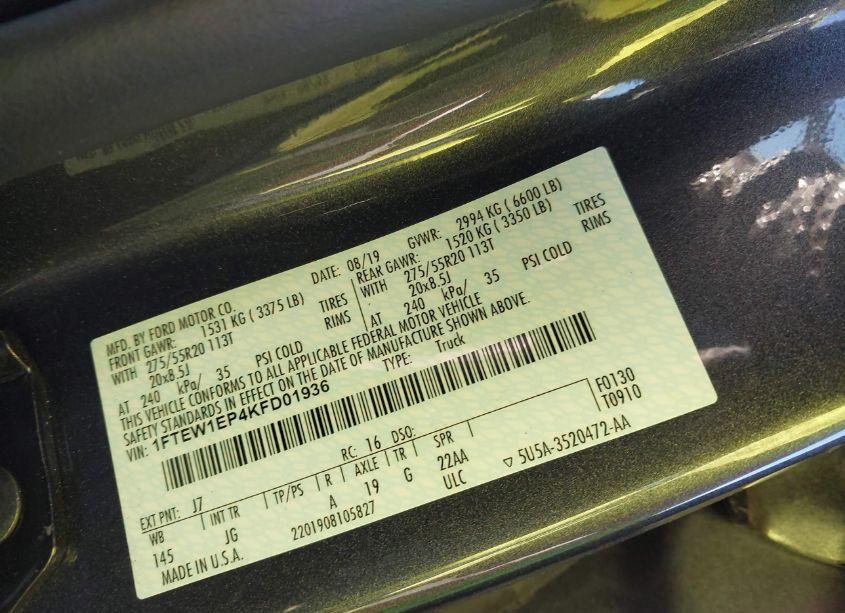 MFD. BY FORD MOTOR CO. DATE: 08/19 GVWR: 2994 KG ( 6600 LB)
FRONT GAWR: 1531 KG ( 3375 LB) REAR GAWR: 1520 KG ( 3350 LB)
WITH 275/55R20 113T TIRES WITH 275/55R20 113T TIRES
20x8.5J RIMS 20x8.5J RIMS
AT 240 kPa/ 35 PSI COLD AT 240 kPa/ 35 PSI COLD
THIS VEHICLE CONFORMS TO ALL APPLICABLE FEDERAL MOTOR VEHICLE
SAFETY STANDARDS IN EFFECT ON THE DATE OF MANUFACTURE SHOWN ABOVE.
VIN: 1FTEW1EP4KFD01936 TYPE: Truck
F0130
T0910
RC: 16 DSO:
EXT PNT: J7
WB INT TR TP/PS R AXLE TR SPR
145 JG A 19 G 22AA
ULC
▽ 5U5A-3520472-AA
MADE IN U.S.A. 2201908105827